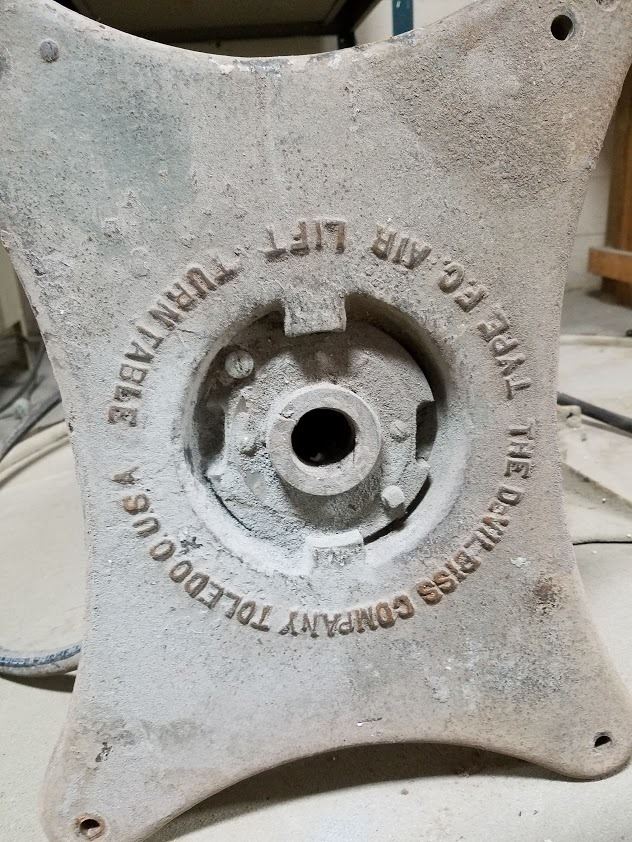 THE DeVILBISS COMPANY TOLEDO O. USA
TYPE F.C. AIR LIFT TURNTABLE